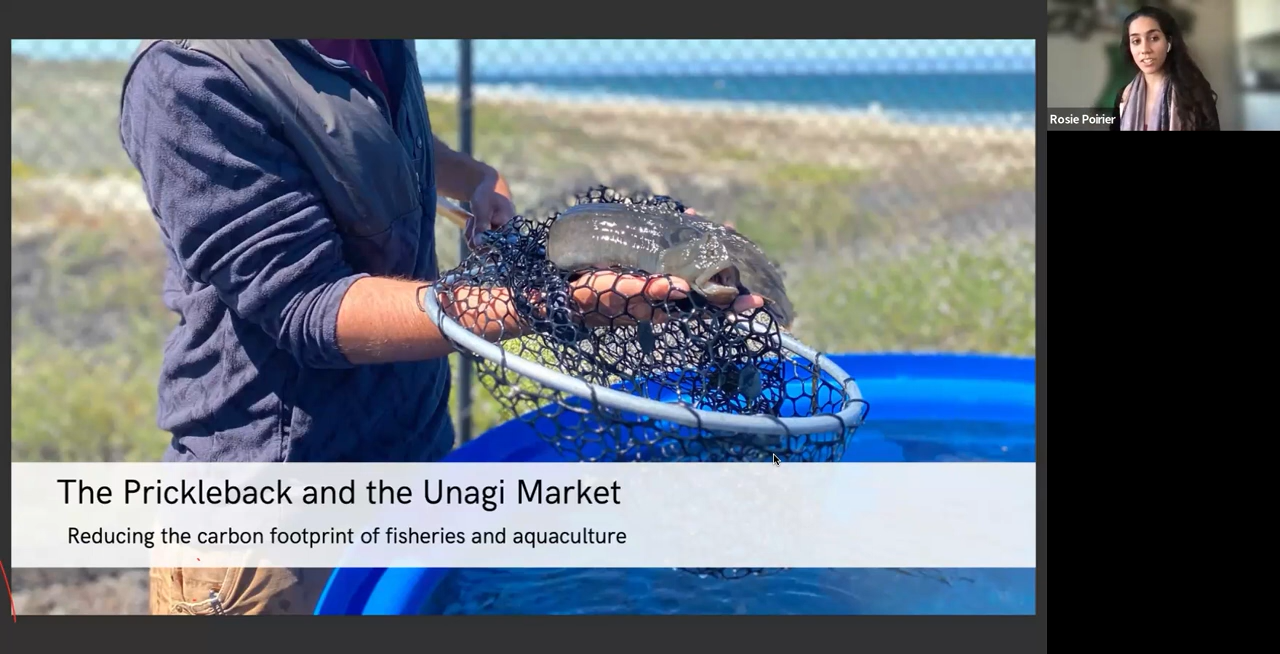 Rosie Poirier
The Prickleback and the Unagi Market
Reducing the carbon footprint of fisheries and aquaculture